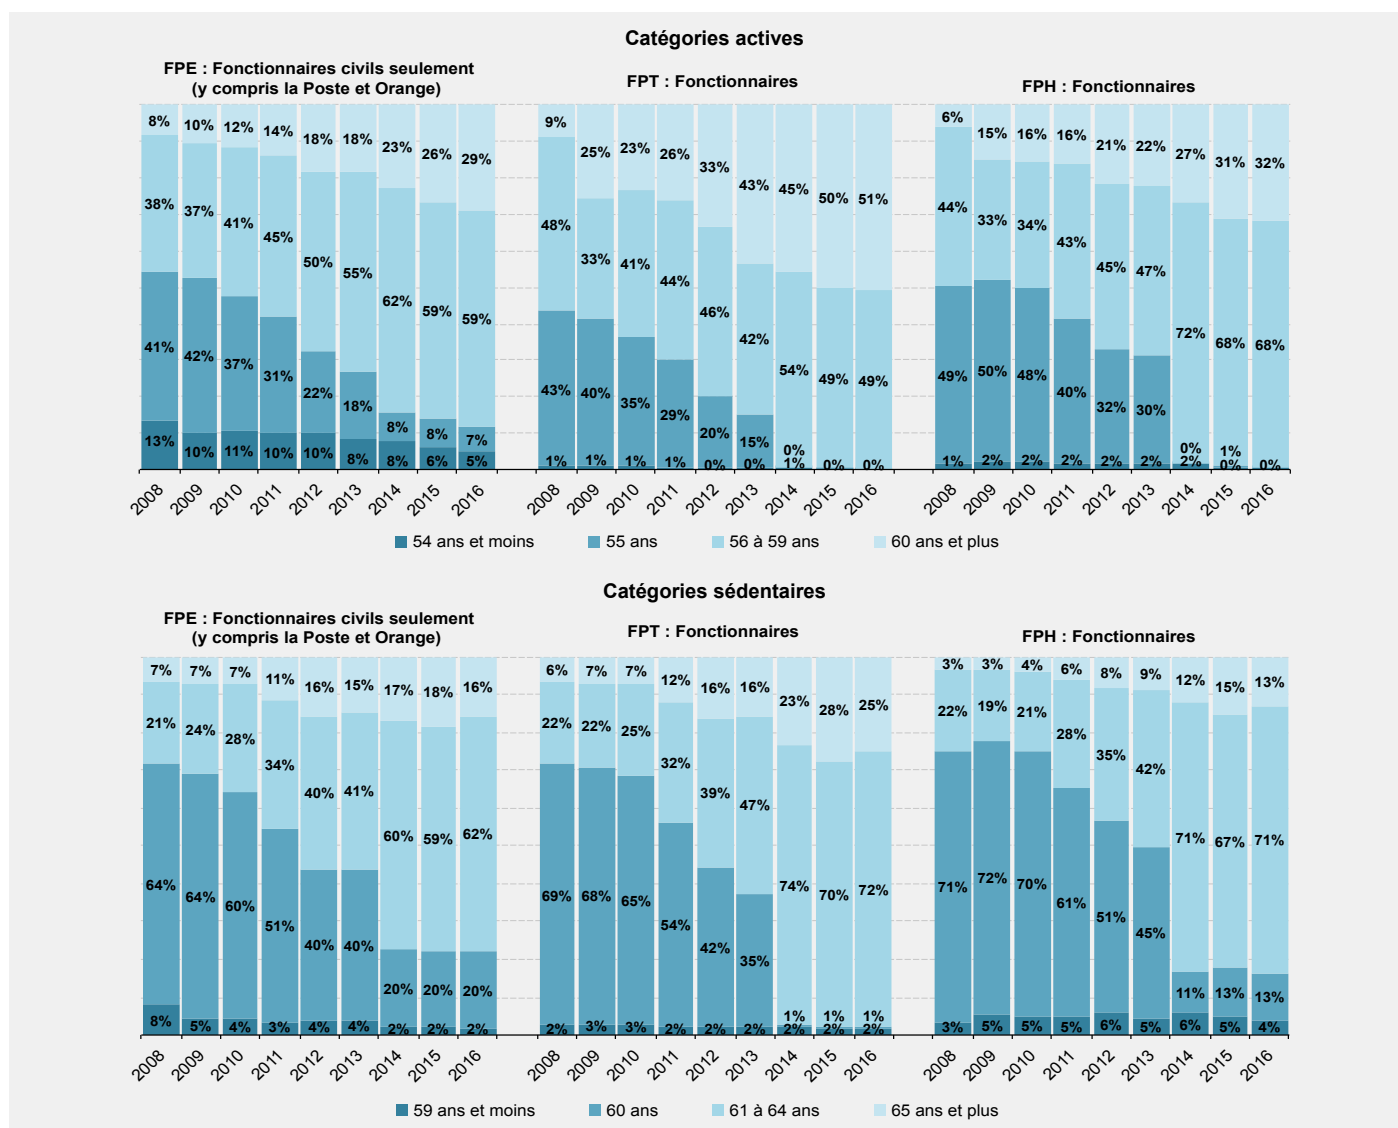 Catégories actives
FPE : Fonctionnaires civils seulement
(y compris la Poste et Orange)
8% 10% 12% 14% 18% 18% 23% 26% 29%
38% 37% 41% 45% 50% 55% 62% 59% 59%
41% 42% 37% 31% 22% 18% 8% 8% 7%
13% 10% 11% 10% 10% 8% 8% 6% 5%
2008 2009 2010 2011 2012 2013 2014 2015 2016
FPT : Fonctionnaires
9% 25% 23% 26% 33% 43% 45% 50% 51%
48% 33% 41% 44% 46% 42% 54% 49% 49%
43% 40% 35% 29% 20% 15% 0%
1% 1% 1% 1% 0% 0% 1% 0% 0%
2008 2009 2010 2011 2012 2013 2014 2015 2016
FPH : Fonctionnaires
6% 15% 16% 16% 21% 22% 27% 31% 32%
44% 33% 34% 43% 45% 47% 72% 68% 68%
49% 50% 48% 40% 32% 30% 0% 1%
1% 2% 2% 2% 2% 2% 2% 0% 0%
2008 2009 2010 2011 2012 2013 2014 2015 2016
54 ans et moins 55 ans 56 à 59 ans 60 ans et plus
Catégories sédentaires
FPE : Fonctionnaires civils seulement
(y compris la Poste et Orange)
7% 7% 7% 11% 16% 15% 17% 18% 16%
21% 24% 28% 34% 40% 41% 60% 59% 62%
64% 64% 60% 51% 40% 40% 20% 20% 20%
8% 5% 4% 3% 4% 4% 2% 2% 2%
2008 2009 2010 2011 2012 2013 2014 2015 2016
FPT : Fonctionnaires
6% 7% 7% 12% 16% 16% 23% 28% 25%
22% 22% 25% 32% 39% 47% 74% 70% 72%
69% 68% 65% 54% 42% 35% 1% 1% 1%
2% 3% 3% 2% 2% 2% 2% 2% 2%
2008 2009 2010 2011 2012 2013 2014 2015 2016
FPH : Fonctionnaires
3% 3% 4% 6% 8% 9% 12% 15% 13%
22% 19% 21% 28% 35% 42% 71% 67% 71%
71% 72% 70% 61% 51% 45% 11% 13% 13%
3% 5% 5% 5% 6% 5% 6% 5% 4%
2008 2009 2010 2011 2012 2013 2014 2015 2016
59 ans et moins 60 ans 61 à 64 ans 65 ans et plus